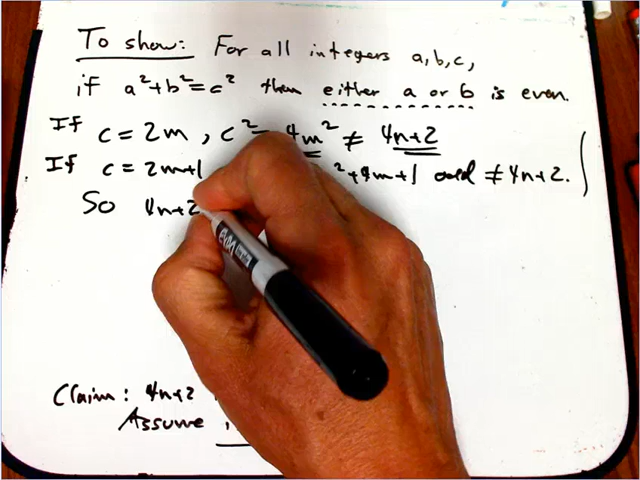 To show: For all integers a, b, c,
if a² + b² = c² then either a or b is even.
If c = 2m, c² = 4m² ≠ 4n+2
If c = 2m+1 ² + 4m + 1 odd ≠ 4n+2.
So 4n+2
EXPO
Claim: 4n+2
Assume